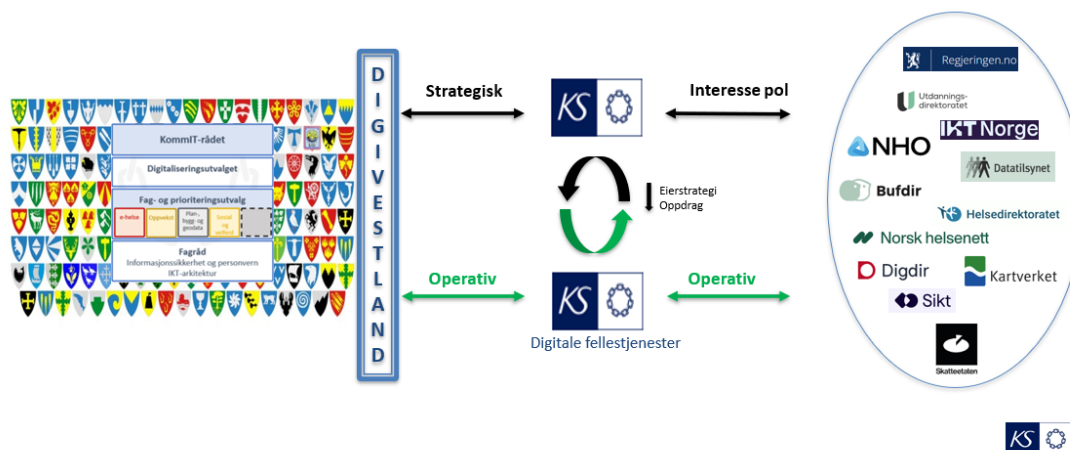 KommIT-rådet
Digitaliseringsutvalget
Fag- og prioriteringsutvalg
e-helse
Oppvekst
Plan-,
bygg- og
geodata
Sosial
og
velferd
Fagråd
Informasjonssikkerhet og personvern
IKT-arkitektur
DIGIVESTLAND
Strategisk
KS
Interesse pol
Eierstrategi
Oppdrag
Operativ
KS
Operativ
Digitale fellestjenester
Regjeringen.no
Utdannings-
direktoratet
IKT Norge
NHO
Datatilsynet
Bufdir
Helsedirektoratet
Norsk helsenett
Digdir
Kartverket
Sikt
Skatteetaten
KS